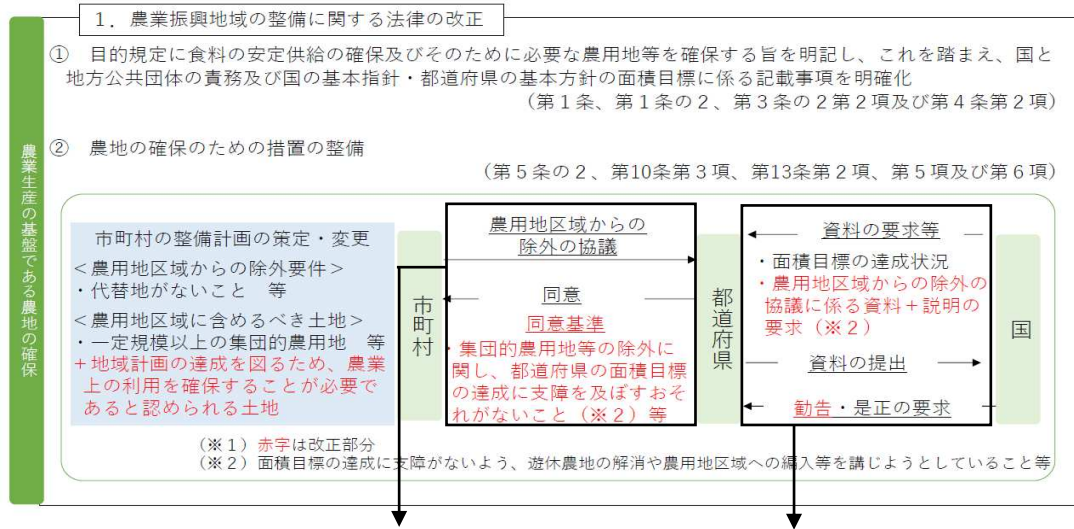 1．農業振興地域の整備に関する法律の改正
① 目的規定に食料の安定供給の確保及びそのために必要な農用地等を確保する旨を明記し、これを踏まえ、国と
地方公共団体の責務及び国の基本指針・都道府県の基本方針の面積目標に係る記載事項を明確化
（第１条、第１条の２、第３条の２第２項及び第４条第２項）
② 農地の確保のための措置の整備
（第５条の２、第10条第３項、第13条第２項、第５項及び第６項）
農業生産の基盤である農地の確保
市町村の整備計画の策定・変更
＜農用地区域からの除外要件＞
・代替地がないこと 等
＜農用地区域に含めるべき土地＞
・一定規模以上の集団的農用地 等
＋地域計画の達成を図るため、農業
上の利用を確保することが必要で
あると認められる土地
市町村
農用地区域からの
除外の協議
同意
同意基準
・集団的農用地等の除外に
関し、都道府県の面積目標
の達成に支障を及ぼすおそ
れがないこと（※２）等
都道府県
資料の要求等
・面積目標の達成状況
・農用地区域からの除外の
協議に係る資料＋説明の
要求（※２）
資料の提出
勧告・是正の要求
国
（※１）赤字は改正部分
（※２）面積目標の達成に支障がないよう、遊休農地の解消や農用地区域への編入等を講じようとしていること等